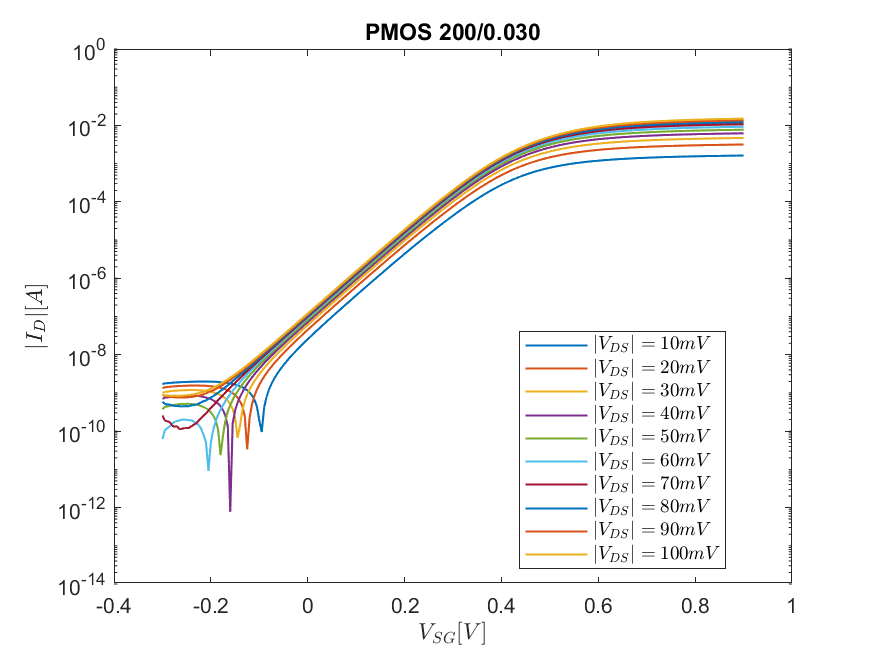 PMOS 200/0.030
10^0
10^-2
10^-4
10^-6
10^-8
10^-10
10^-12
10^-14
|I_D|[A]
-0.4 -0.2 0 0.2 0.4 0.6 0.8 1
V_SG[V]
|V_DS| = 10mV
|V_DS| = 20mV
|V_DS| = 30mV
|V_DS| = 40mV
|V_DS| = 50mV
|V_DS| = 60mV
|V_DS| = 70mV
|V_DS| = 80mV
|V_DS| = 90mV
|V_DS| = 100mV